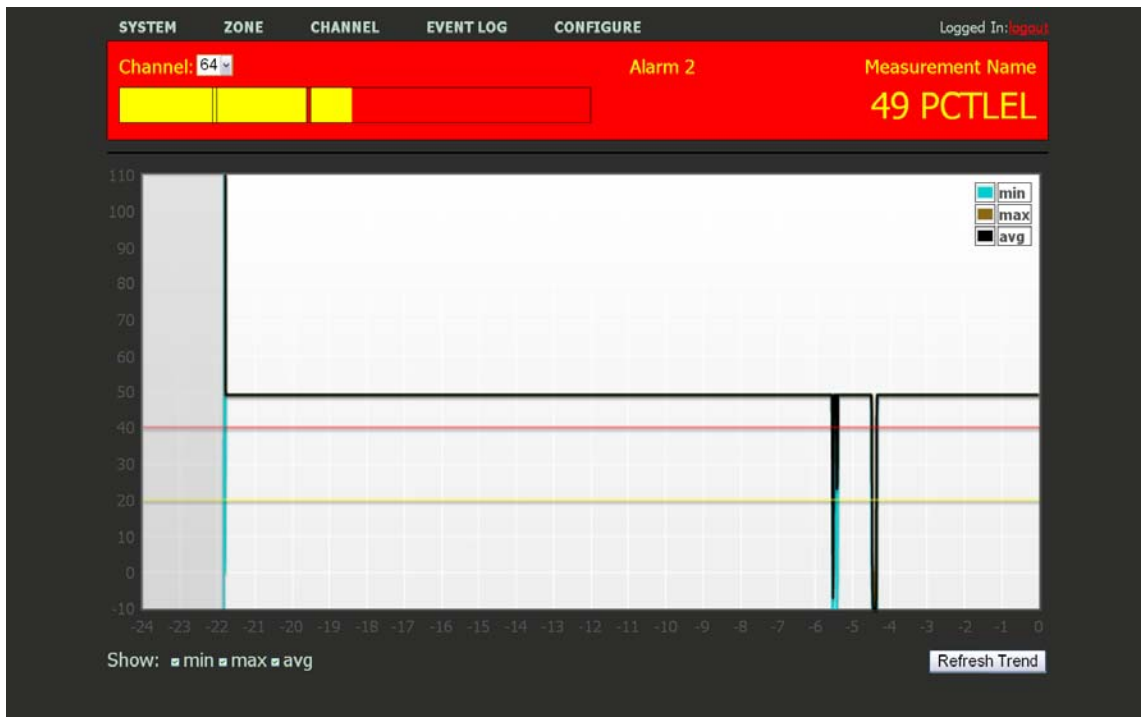 SYSTEM ZONE CHANNEL EVENT LOG CONFIGURE Logged In:logout
Channel: 64 Alarm 2 Measurement Name
49 PCTLEL
110
100
90
80
70
60
50
40
30
20
10
0
-10
min
max
avg
-24 -23 -22 -21 -20 -19 -18 -17 -16 -15 -14 -13 -12 -11 -10 -9 -8 -7 -6 -5 -4 -3 -2 -1 0
Show: min max avg Refresh Trend